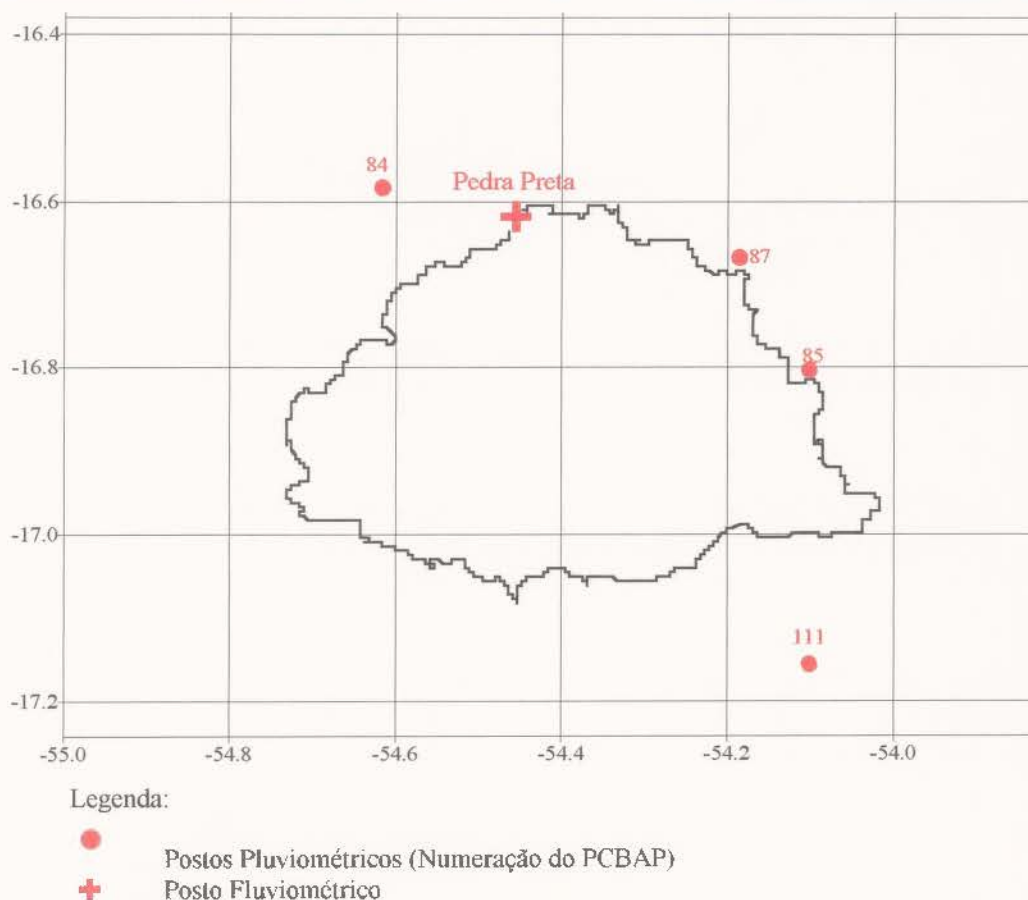 -16.4
84
Pedra Preta
-16.6
87
85
-16.8
-17.0
111
-17.2
-55.0 -54.8 -54.6 -54.4 -54.2 -54.0
Legenda:
Postos Pluviométricos (Numeração do PCBAP)
Posto Fluviométrico